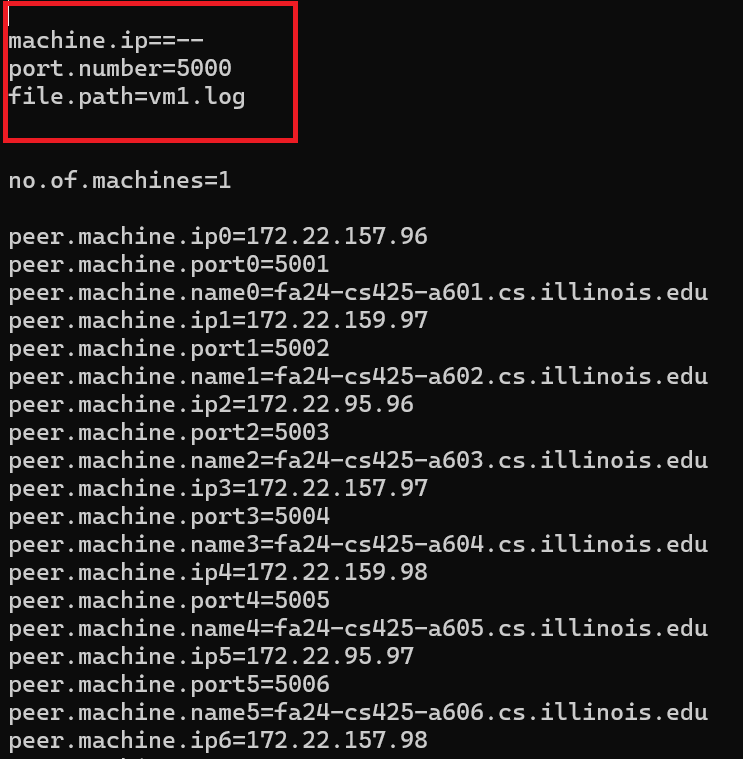 machine.ip==--
port.number=5000
file.path=vm1.log
no.of.machines=1
peer.machine.ip0=172.22.157.96
peer.machine.port0=5001
peer.machine.name0=fa24-cs425-a601.cs.illinois.edu
peer.machine.ip1=172.22.159.97
peer.machine.port1=5002
peer.machine.name1=fa24-cs425-a602.cs.illinois.edu
peer.machine.ip2=172.22.95.96
peer.machine.port2=5003
peer.machine.name2=fa24-cs425-a603.cs.illinois.edu
peer.machine.ip3=172.22.157.97
peer.machine.port3=5004
peer.machine.name3=fa24-cs425-a604.cs.illinois.edu
peer.machine.ip4=172.22.159.98
peer.machine.port4=5005
peer.machine.name4=fa24-cs425-a605.cs.illinois.edu
peer.machine.ip5=172.22.95.97
peer.machine.port5=5006
peer.machine.name5=fa24-cs425-a606.cs.illinois.edu
peer.machine.ip6=172.22.157.98